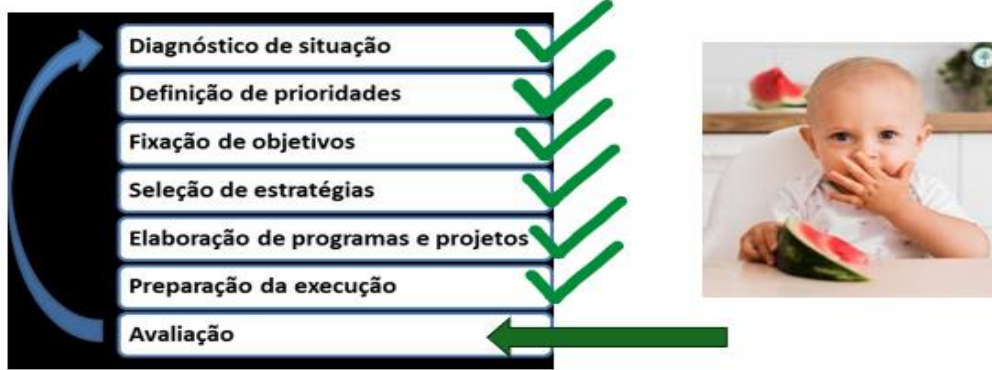 Diagnóstico de situação
Definição de prioridades
Fixação de objetivos
Seleção de estratégias
Elaboração de programas e projetos
Preparação da execução
Avaliação